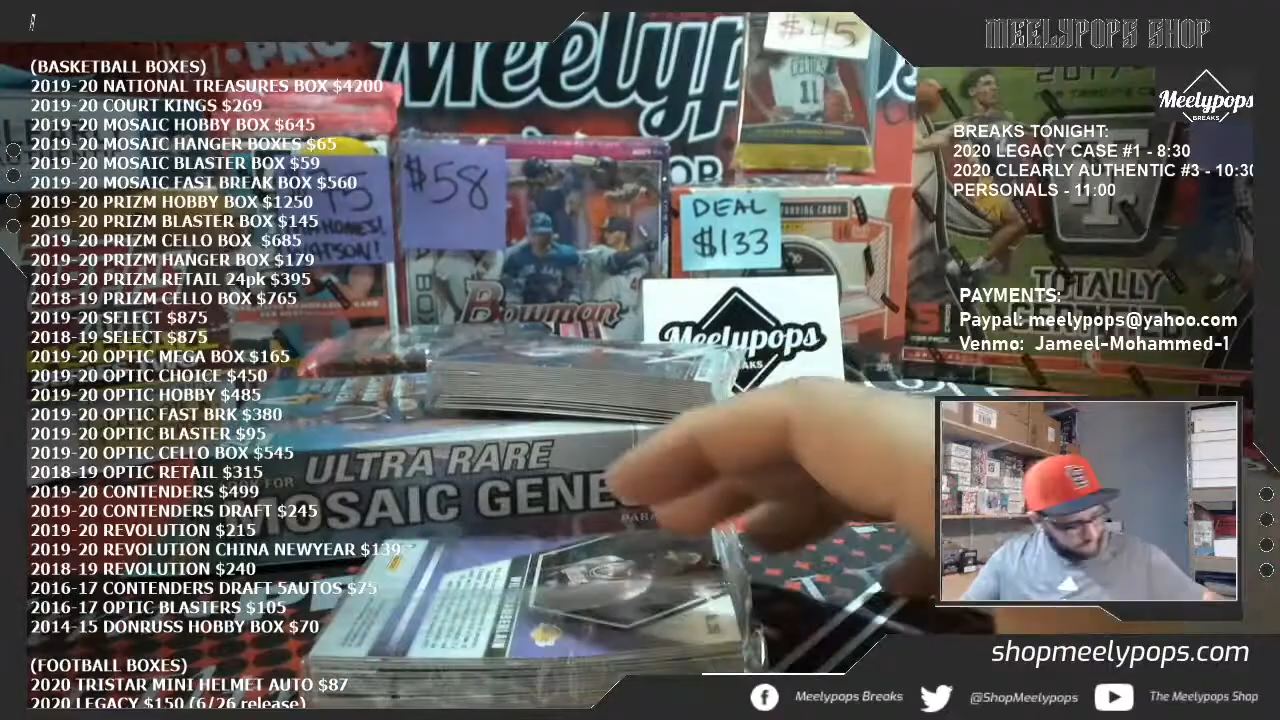 MEELYPOPS SHOP
(BASKETBALL BOXES)
2019-20 NATIONAL TREASURES BOX $4200
2019-20 COURT KINGS $269
2019-20 MOSAIC HOBBY BOX $645
2019-20 MOSAIC HANGER BOXES $65
2019-20 MOSAIC BLASTER BOX $59
2019-20 MOSAIC FAST BREAK BOX $560
2019-20 PRIZM HOBBY BOX $1250
2019-20 PRIZM BLASTER BOX $145
2019-20 PRIZM CELLO BOX $685
2019-20 PRIZM HANGER BOX $179
2019-20 PRIZM RETAIL 24pk $395
2018-19 PRIZM CELLO BOX $765
2019-20 SELECT $875
2018-19 SELECT $875
2019-20 OPTIC MEGA BOX $165
2019-20 OPTIC CHOICE $450
2019-20 OPTIC HOBBY $485
2019-20 OPTIC FAST BRK $380
2019-20 OPTIC BLASTER $95
2019-20 OPTIC CELLO BOX $545
2018-19 OPTIC RETAIL $315
2019-20 CONTENDERS $499
2019-20 CONTENDERS DRAFT $245
2019-20 REVOLUTION $215
2019-20 REVOLUTION CHINA NEWYEAR $139
2018-19 REVOLUTION $240
2016-17 CONTENDERS DRAFT 5AUTOS $75
2016-17 OPTIC BLASTERS $105
2014-15 DONRUSS HOBBY BOX $70
(FOOTBALL BOXES)
2020 TRISTAR MINI HELMET AUTO $87
2020 LEGACY $150 (6/26 release)
Meelyp
$45
CELTICS
11
$58
DEAL
$133
Bowman
Meelypops
ULTRA RARE
MOSAIC GENE
2017
TOTALLY
Meelypops
BREAKS
BREAKS TONIGHT:
2020 LEGACY CASE #1 - 8:30
2020 CLEARLY AUTHENTIC #3 - 10:30
PERSONALS - 11:00
PAYMENTS:
Paypal: meelypops@yahoo.com
Venmo: Jameel-Mohammed-1
shopmeelypops.com
Meelypops Breaks
@ShopMeelypops
The Meelypops Shop